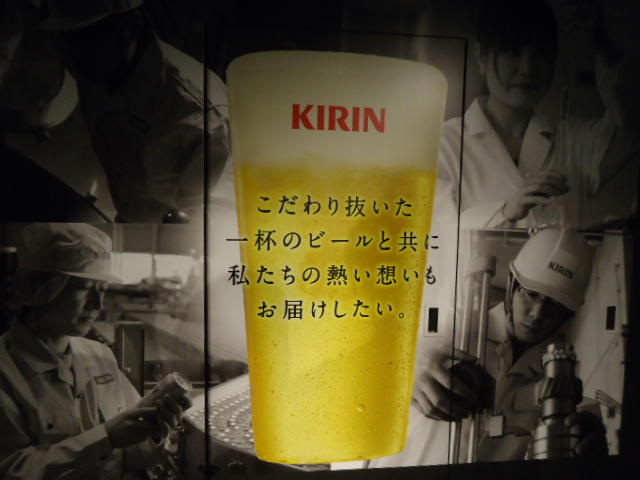 KIRIN
こだわり抜いた
一杯のビールと共に
私たちの熱い想いも
お届けしたい。
KIRIN